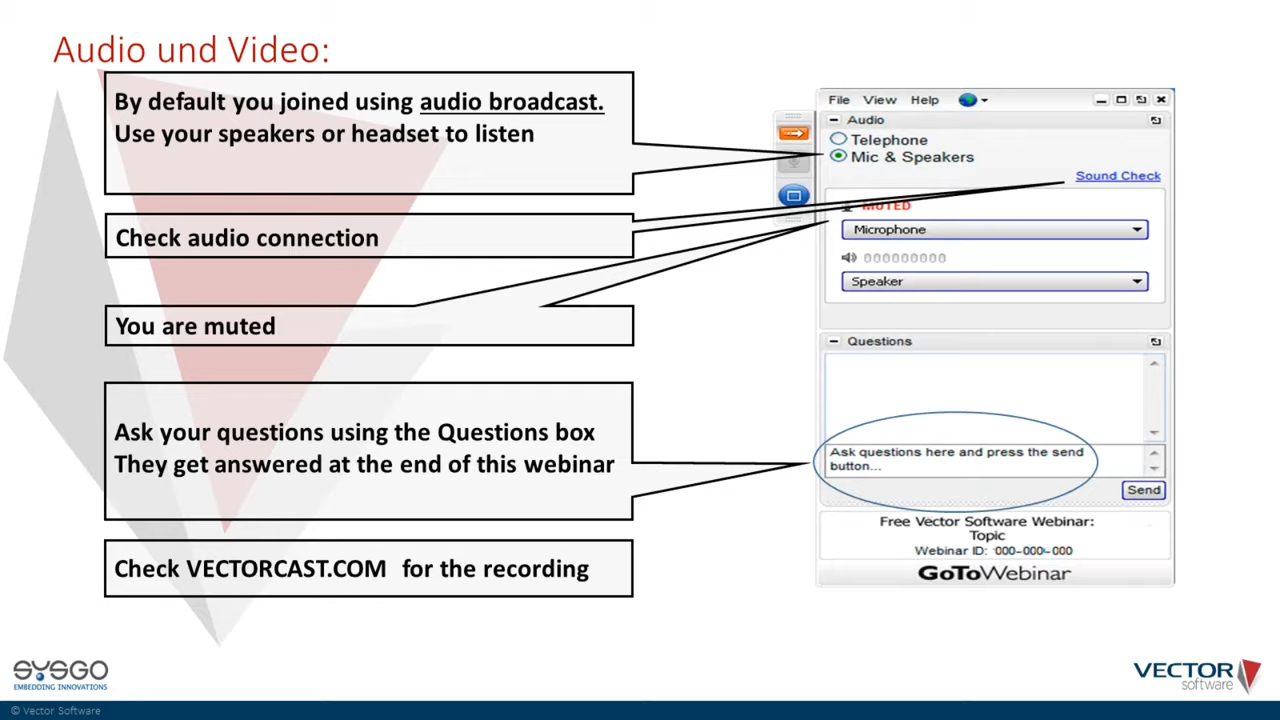 Audio und Video:
By default you joined using audio broadcast.
Use your speakers or headset to listen
Check audio connection
You are muted
Ask your questions using the Questions box
They get answered at the end of this webinar
Check VECTORCAST.COM for the recording
File View Help
Audio
Telephone
Mic & Speakers
Sound Check
MUTED
Microphone
000000000
Speaker
Questions
Ask questions here and press the send
button...
Send
Free Vector Software Webinar:
Topic
Webinar ID: 000-000-000
GoToWebinar
SYSGO
EMBEDDING INNOVATIONS
VECTOR
software
© Vector Software